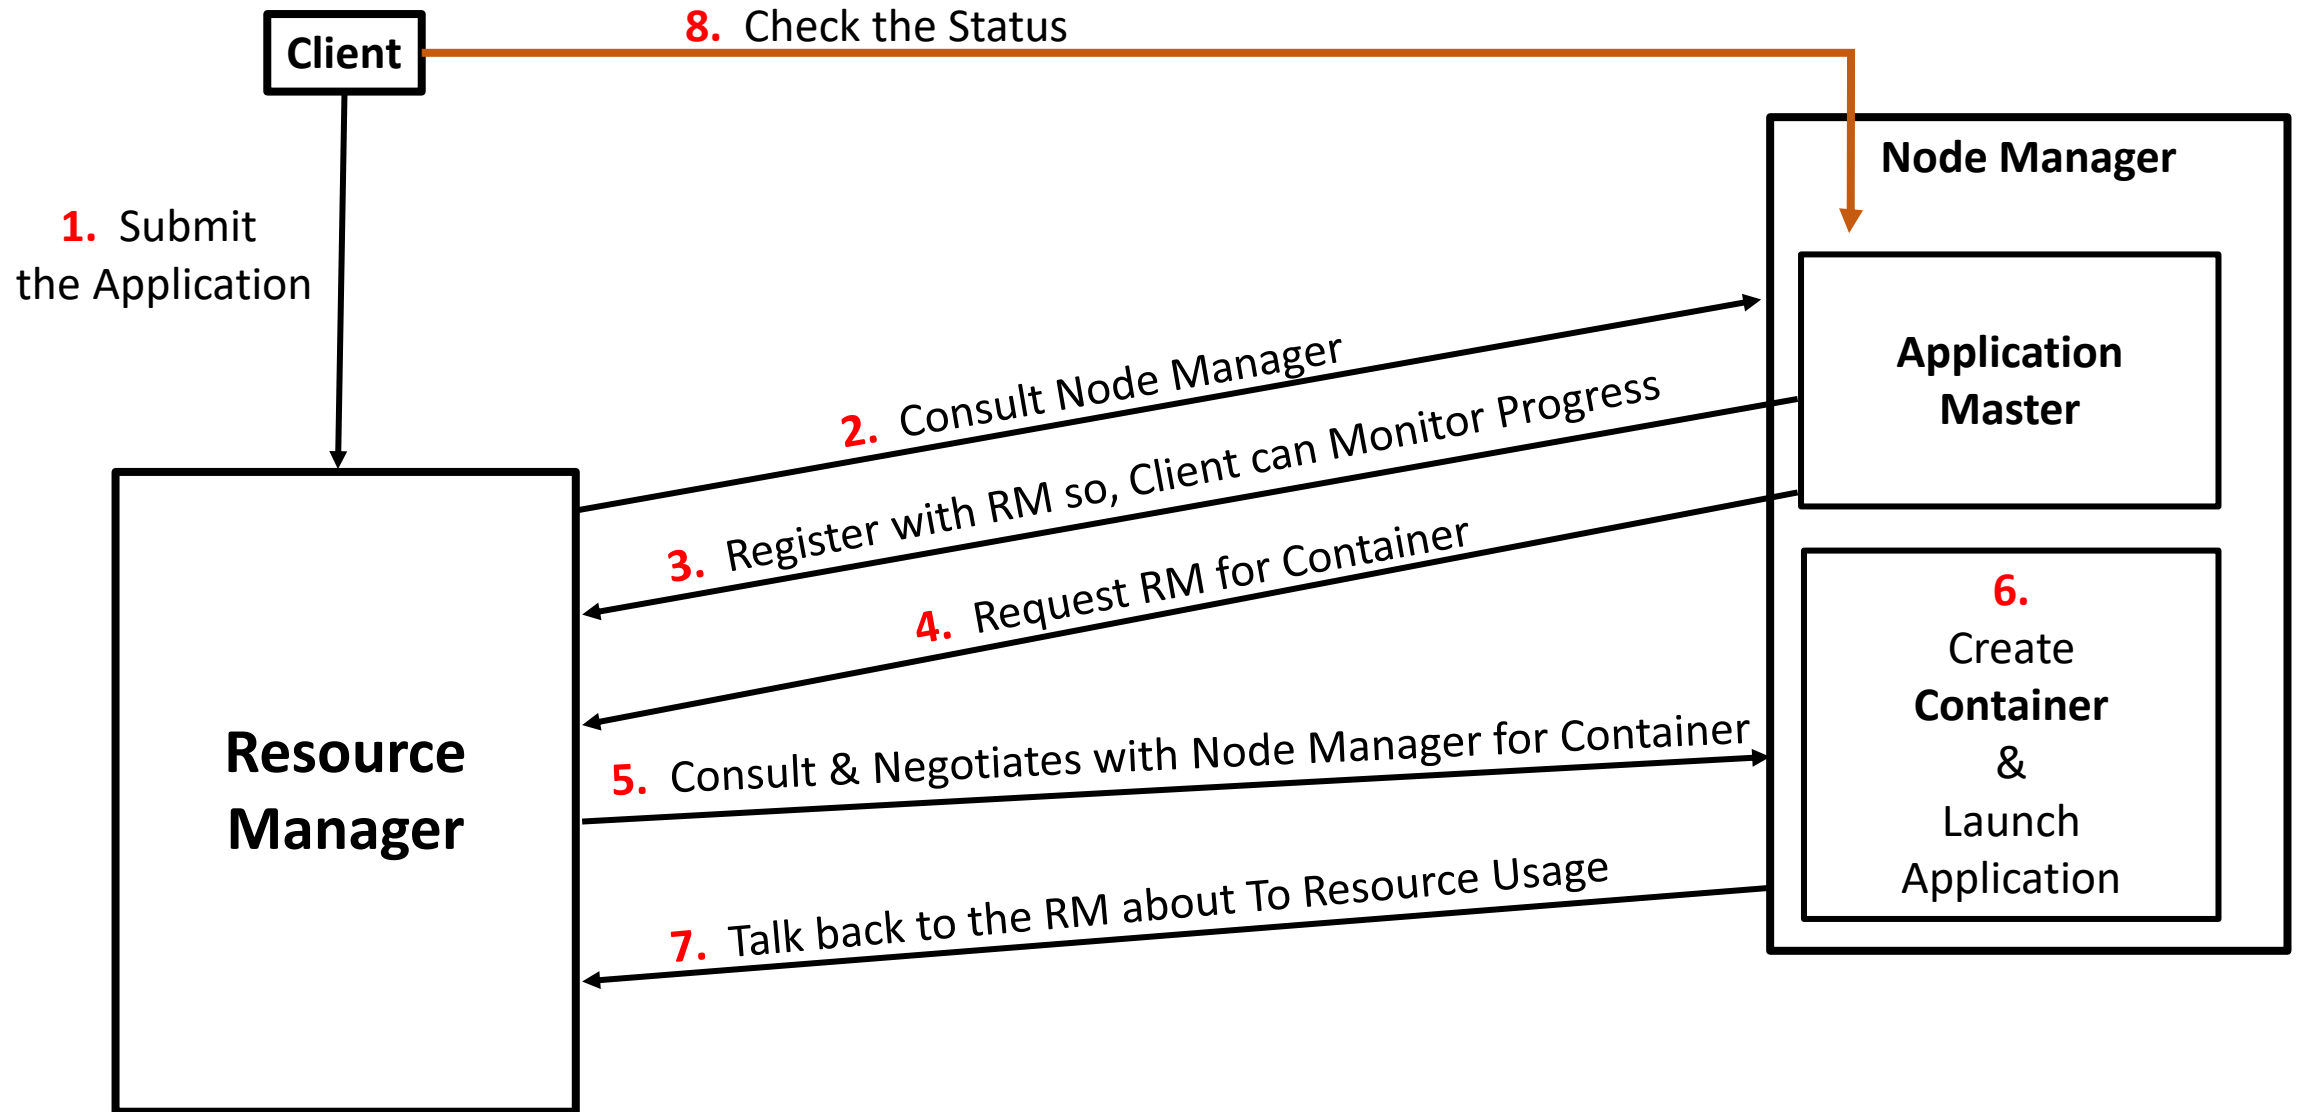 8. Check the Status
Client
Node Manager
1. Submit
the Application
Application
Master
2. Consult Node Manager
3. Register with RM so, Client can Monitor Progress
4. Request RM for Container
6.
Create
Container
&
Launch
Application
Resource
Manager
5. Consult & Negotiates with Node Manager for Container
7. Talk back to the RM about To Resource Usage